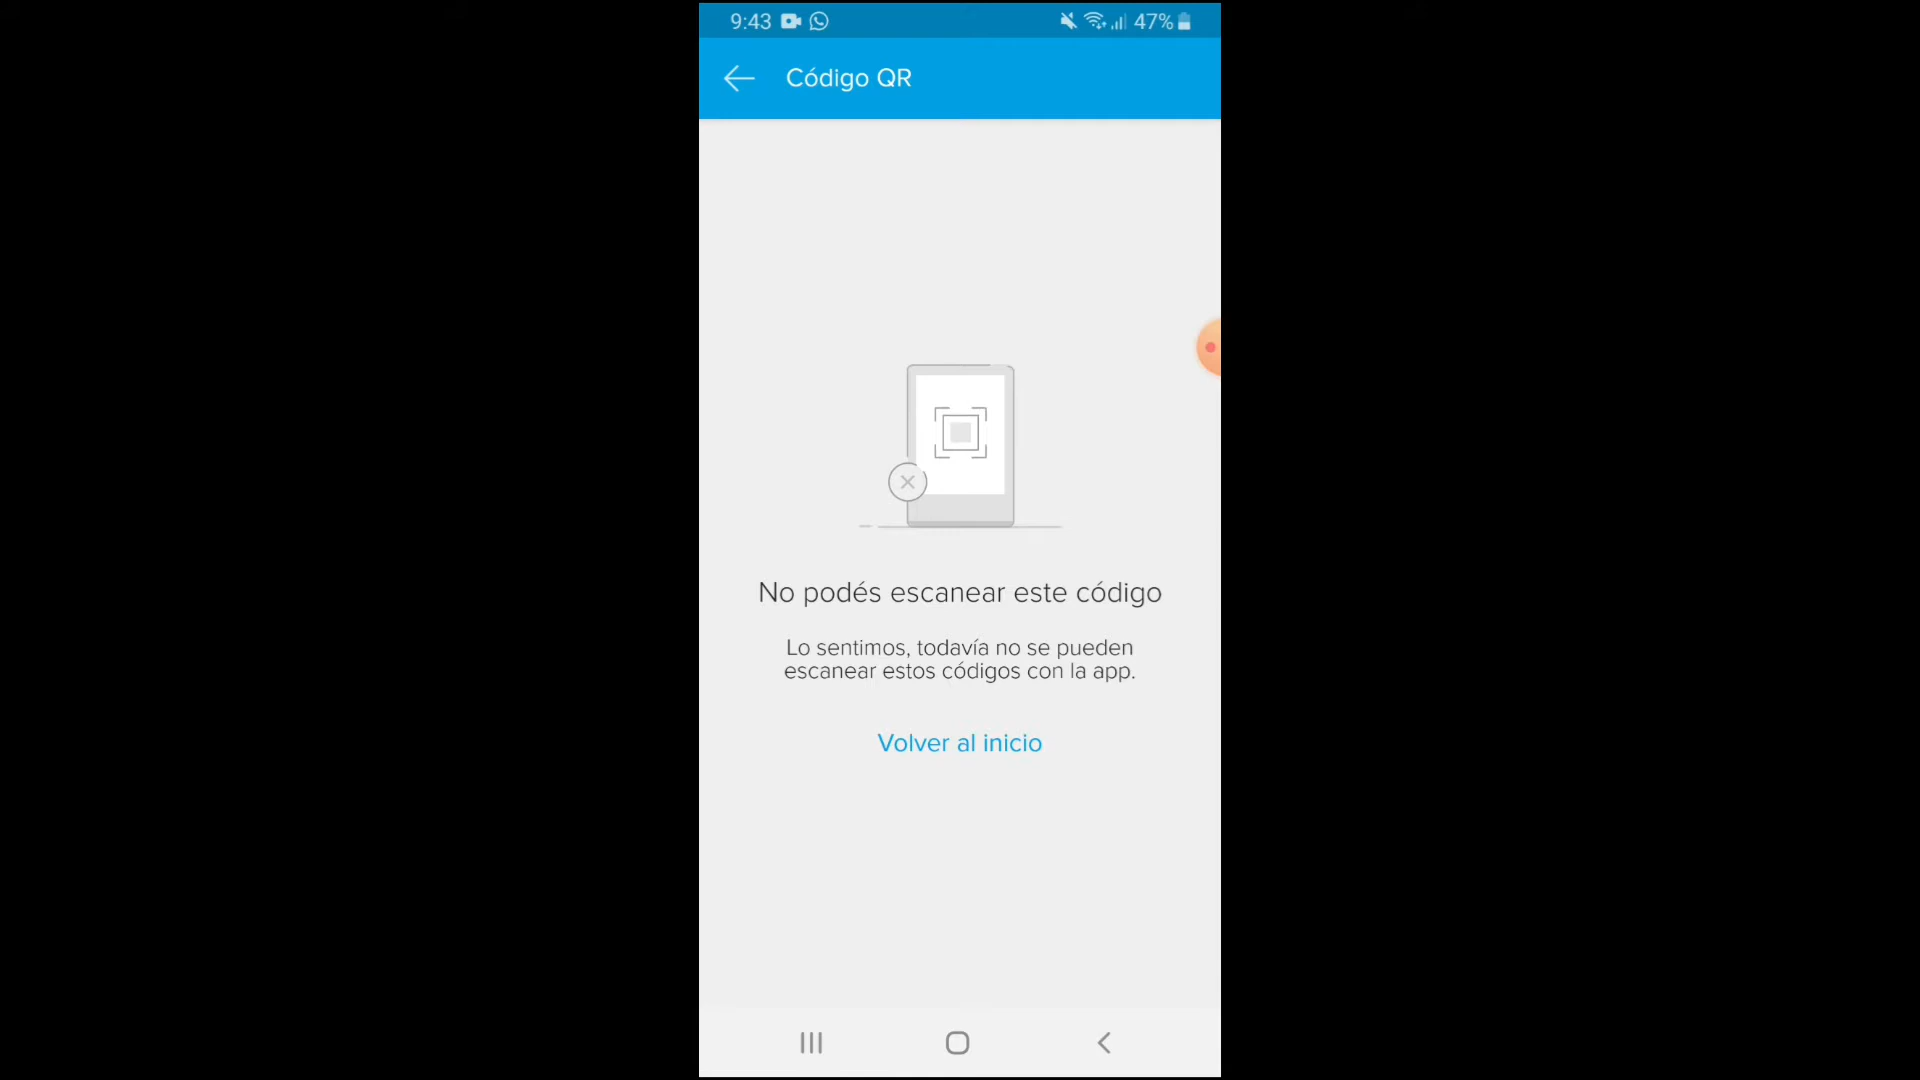 9:43
47%
Código QR
No podés escanear este código
Lo sentimos, todavía no se pueden
escanear estos códigos con la app.
Volver al inicio